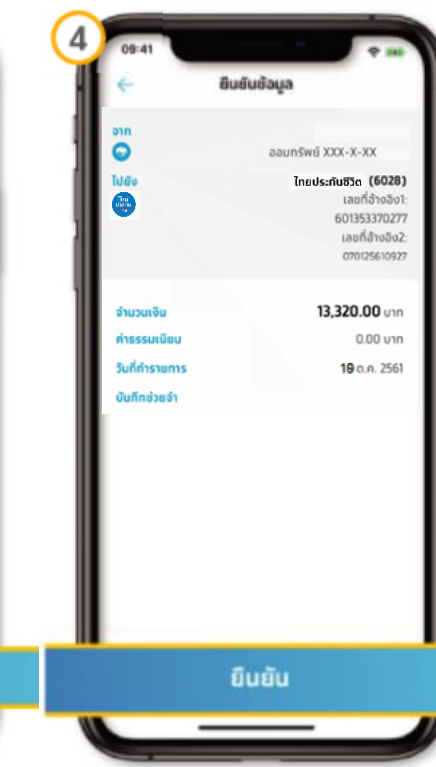 4
09:41
ยืนยันข้อมูล
จาก
ออมทรัพย์ XXX-X-XX
ไปยัง
ไทยประกันชีวิต (6028)
เลขที่อ้างอิง1:
601353370277
เลขที่อ้างอิง2:
070125610927
จำนวนเงิน 13,320.00 บาท
ค่าธรรมเนียม 0.00 บาท
วันที่ทำรายการ 19 ต.ค. 2561
บันทึกช่วยจำ
ยืนยัน